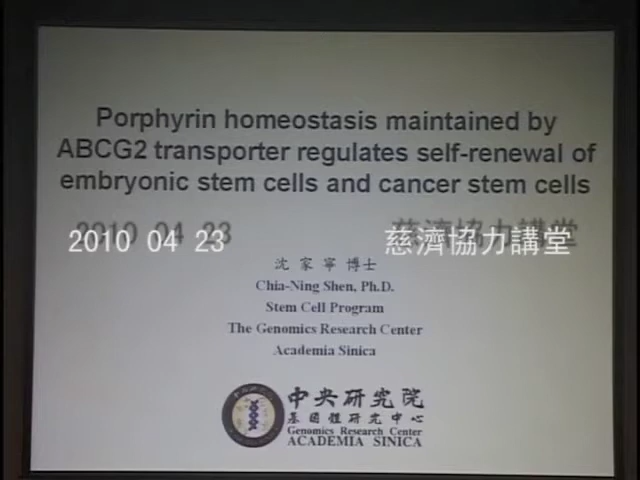 Porphyrin homeostasis maintained by
ABCG2 transporter regulates self-renewal of
embryonic stem cells and cancer stem cells
2010 04 23 慈濟協力講堂
沈 家 寧 博士
Chia-Ning Shen, Ph.D.
Stem Cell Program
The Genomics Research Center
Academia Sinica
中央研究院
基因體研究中心
Genomics Research Center
ACADEMIA SINICA